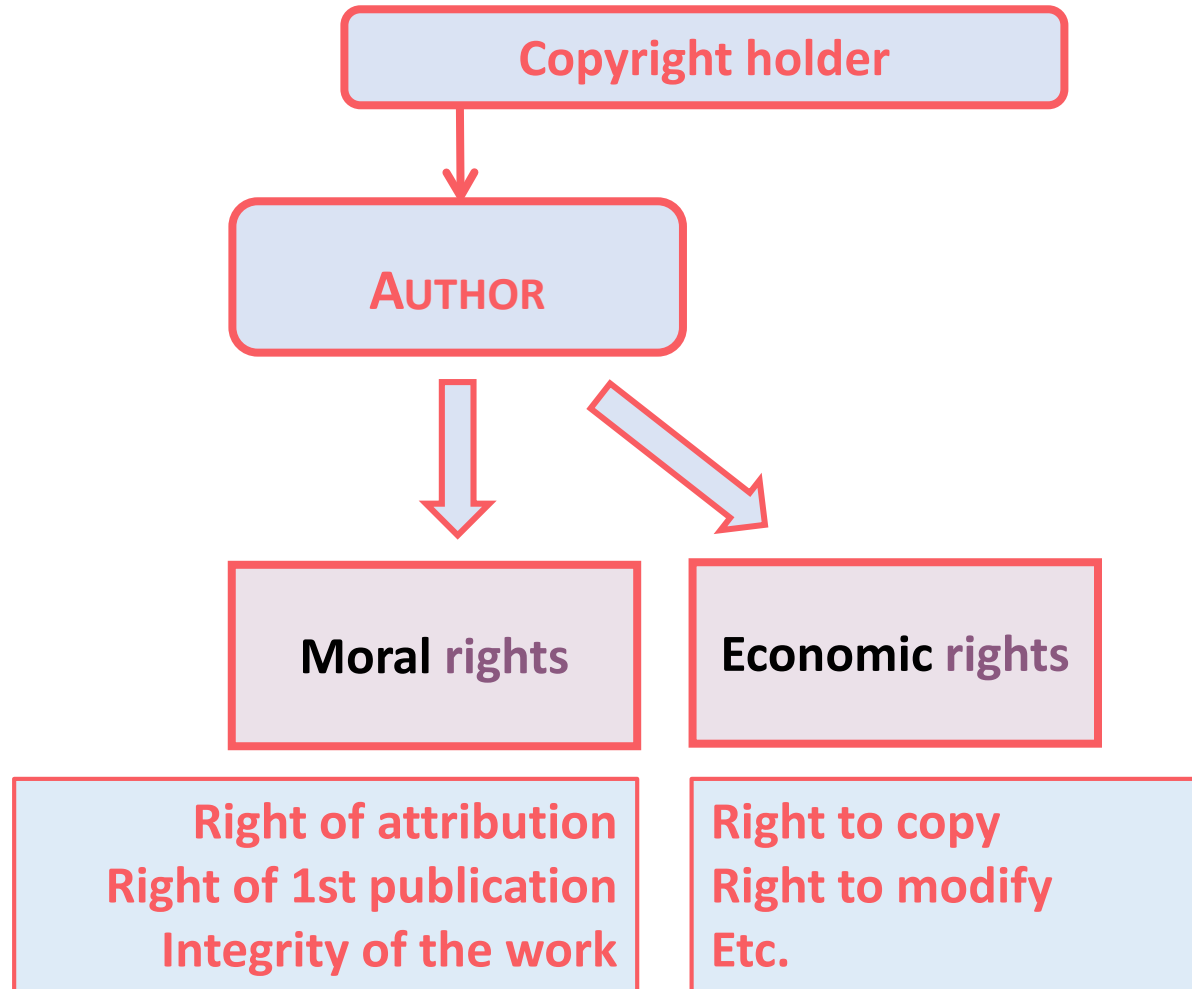 Copyright holder
AUTHOR
Moral rights
Economic rights
Right of attribution
Right of 1st publication
Integrity of the work
Right to copy
Right to modify
Etc.